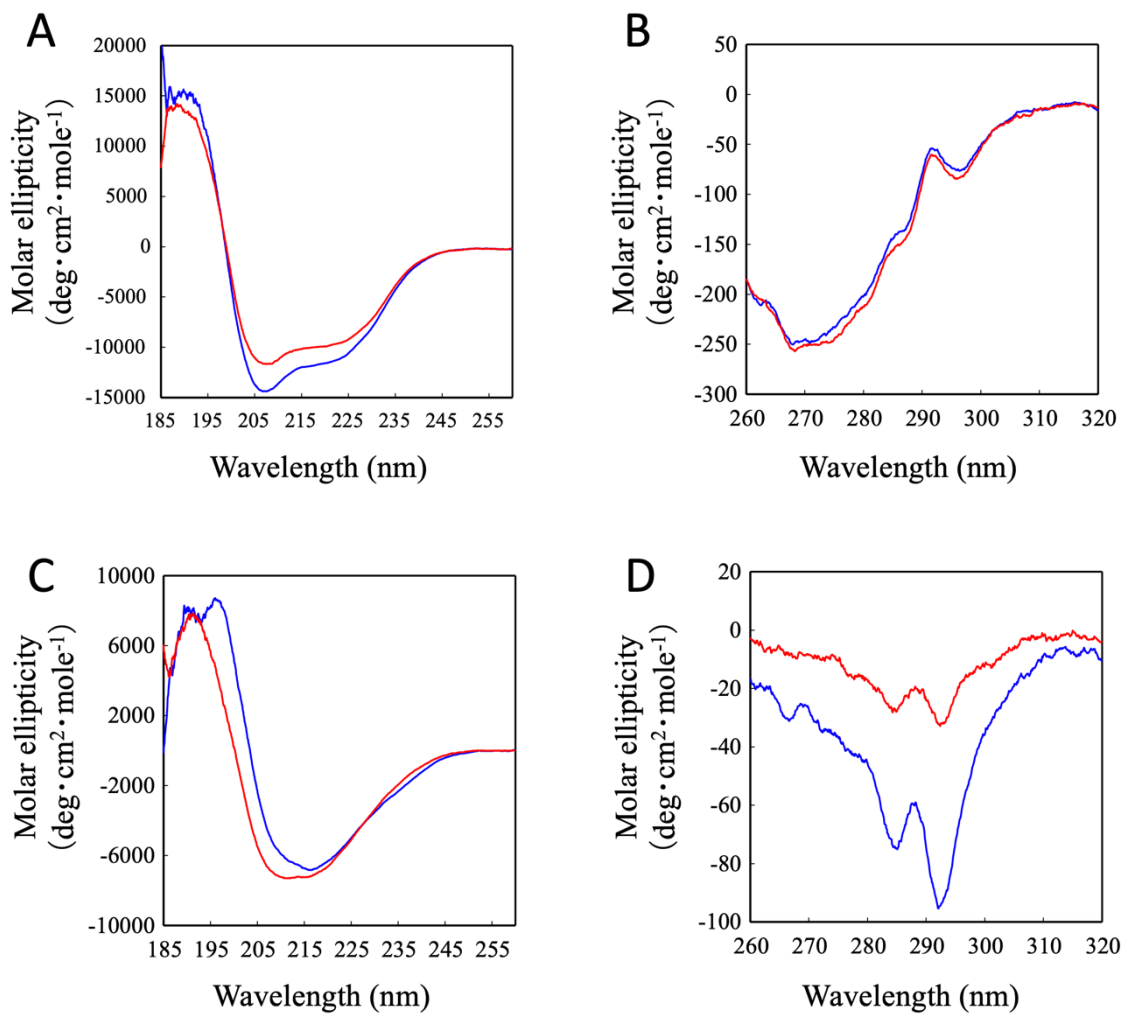 A
Molar ellipticity
(deg・cm²・mole⁻¹)
20000
15000
10000
5000
0
-5000
-10000
-15000
185 195 205 215 225 235 245 255
Wavelength (nm)
B
Molar ellipticity
(deg・cm²・mole⁻¹)
50
0
-50
-100
-150
-200
-250
-300
260 270 280 290 300 310 320
Wavelength (nm)
C
Molar ellipticity
(deg・cm²・mole⁻¹)
10000
6000
2000
-2000
-6000
-10000
185 195 205 215 225 235 245 255
Wavelength (nm)
D
Molar ellipticity
(deg・cm²・mole⁻¹)
20
0
-20
-40
-60
-80
-100
260 270 280 290 300 310 320
Wavelength (nm)